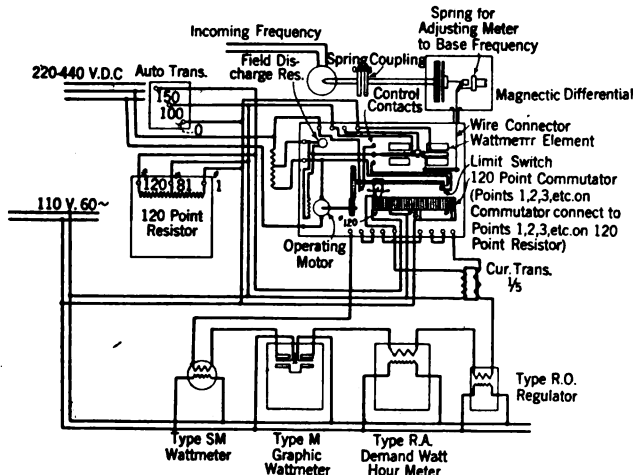 Incoming Frequency
Spring for
Adjusting Meter
to Base Frequency
Field Dis-
charge Res.
Spring Coupling
220-440 V.D.C
Auto Trans.
Control
Contacts
Magnectic Differential
150
100
0
Wire Connector
Wattmeтrr Element
Limit Switch
120 Point Commutator
(Points 1,2,3,etc.on
Commutator connect to
Points 1,2,3,etc.on 120
Point Resistor)
120 81 1
120 Point
Resistor
110 V. 60~
120
Operating
Motor
Cur. Trans.
1/5
Type R.O.
Regulator
Type SM
Wattmeter
Type M
Graphic
Wattmeter
Type R.A.
Demand Watt
Hour Meter